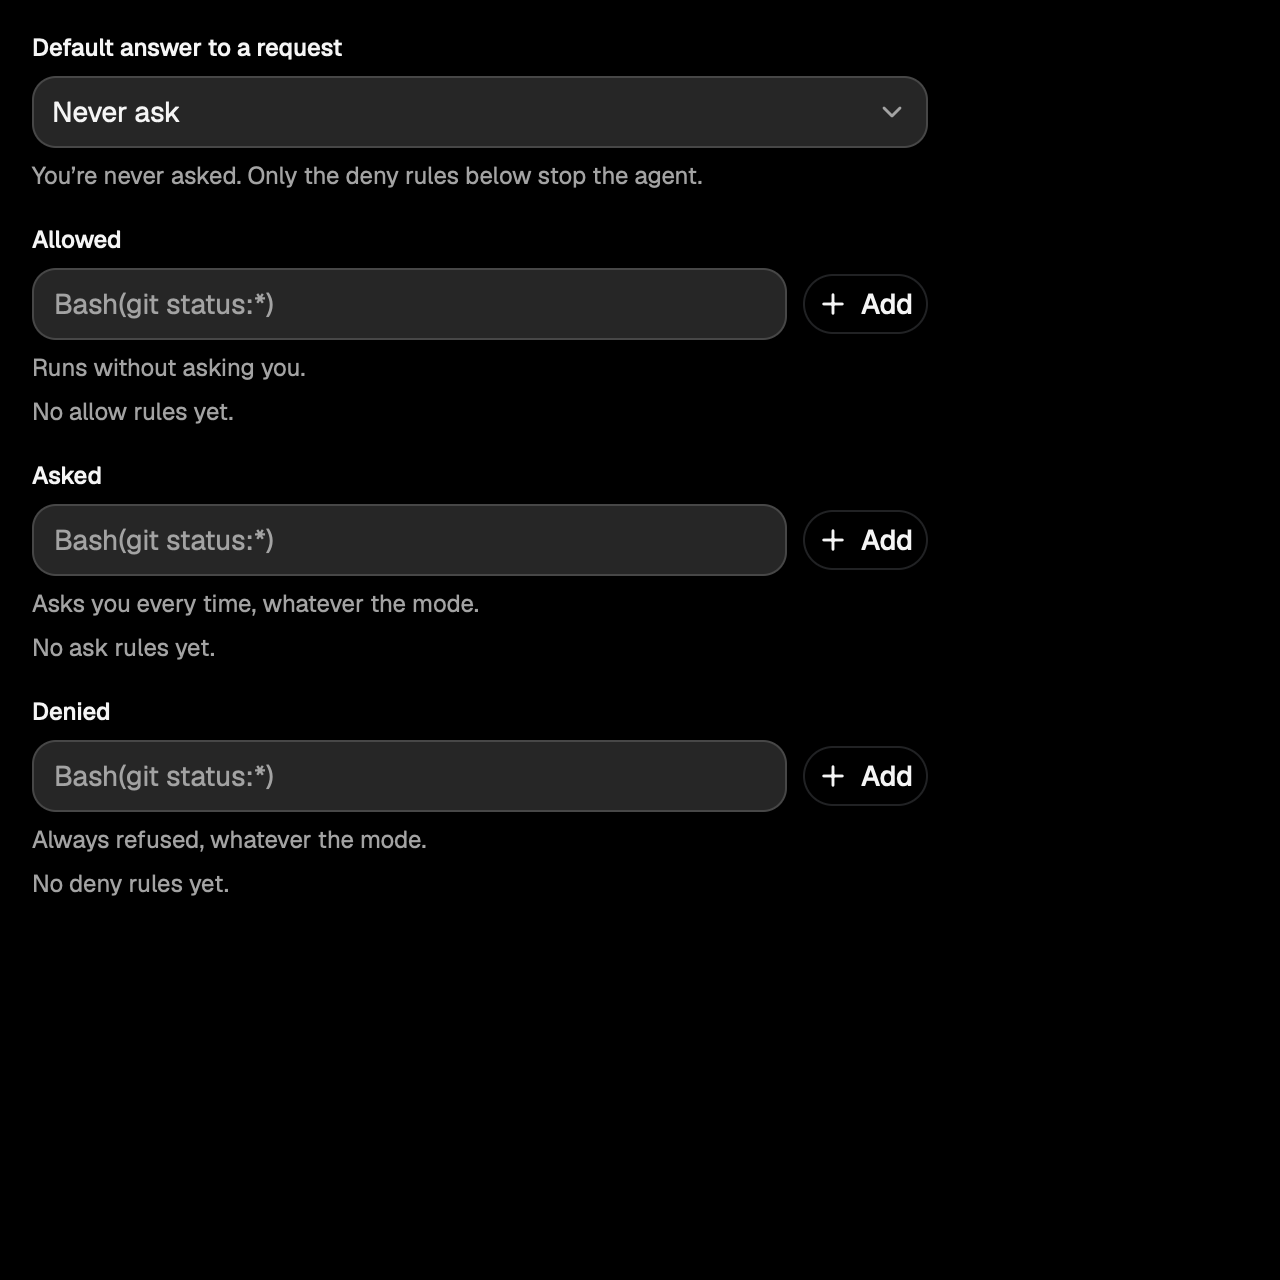 Default answer to a request
Never ask
You’re never asked. Only the deny rules below stop the agent.
Allowed
Bash(git status:*)
+ Add
Runs without asking you.
No allow rules yet.
Asked
Bash(git status:*)
+ Add
Asks you every time, whatever the mode.
No ask rules yet.
Denied
Bash(git status:*)
+ Add
Always refused, whatever the mode.
No deny rules yet.